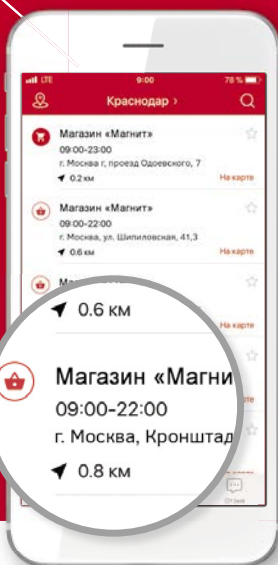 LTE 9:00 78 %
Краснодар ›
Магазин «Магнит»
09:00-23:00
г. Москва г, проезд Одоевского, 7
0.2 км На карте
Магазин «Магнит»
09:00-22:00
г. Москва, ул. Шипиловская, 41,3
0.6 км На карте
На карте
0.6 км
Магазин «Магни
09:00-22:00
г. Москва, Кронштад
0.8 км